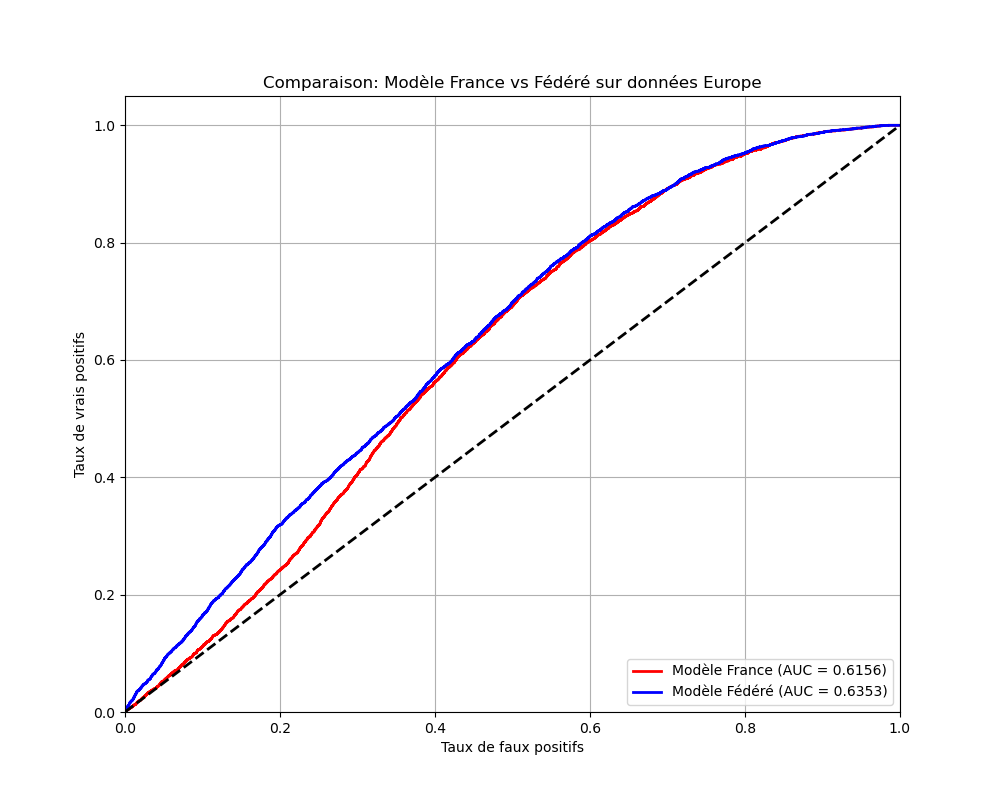 Comparaison: Modèle France vs Fédéré sur données Europe
Taux de vrais positifs
1.0
0.8
0.6
0.4
0.2
0.0
Modèle France (AUC = 0.6156)
Modèle Fédéré (AUC = 0.6353)
0.0 0.2 0.4 0.6 0.8 1.0
Taux de faux positifs